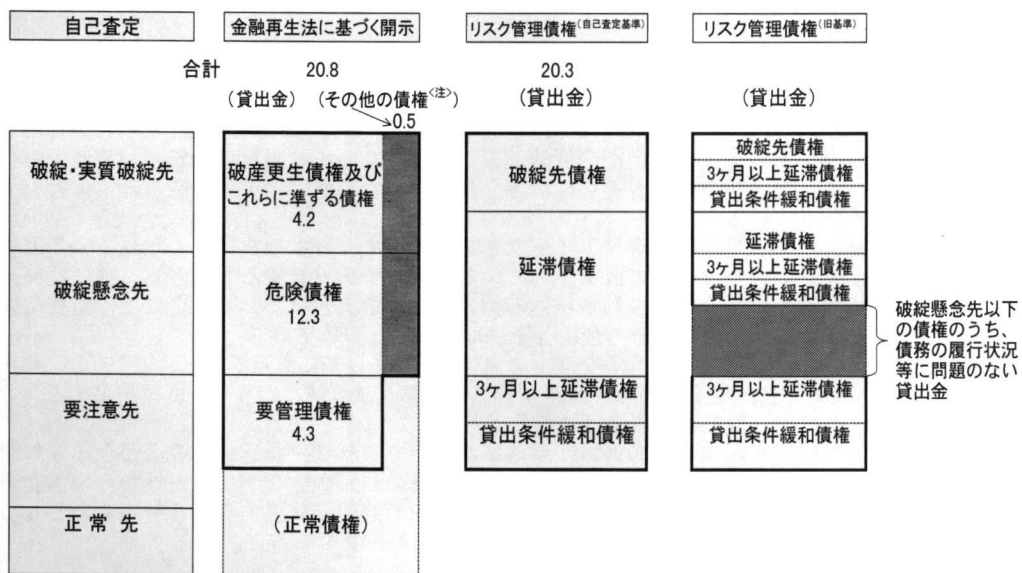 自己査定
金融再生法に基づく開示
リスク管理債権(自己査定基準)
リスク管理債権(旧基準)
合計 20.8 20.3
(貸出金) (その他の債権<注>) (貸出金) (貸出金)
0.5
破綻・実質破綻先
破綻懸念先
要注意先
正常先
破産更生債権及び
これらに準ずる債権
4.2
危険債権
12.3
要管理債権
4.3
(正常債権)
破綻先債権
延滞債権
3ヶ月以上延滞債権
貸出条件緩和債権
破綻先債権
3ヶ月以上延滞債権
貸出条件緩和債権
延滞債権
3ヶ月以上延滞債権
貸出条件緩和債権
3ヶ月以上延滞債権
貸出条件緩和債権
破綻懸念先以下
の債権のうち、
債務の履行状況
等に問題のない
貸出金